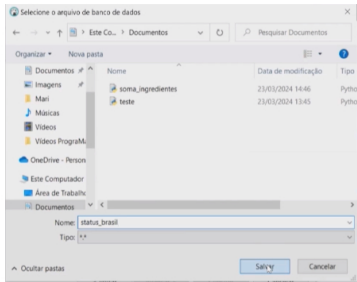 Selecione o arquivo de banco de dados
Este Co... > Documentos
Pesquisar Documentos
Organizar
Nova pasta
Nome
Data de modificação
Tipo
Documentos
Imagens
Mari
Músicas
Vídeos
Vídeos PrograMa
OneDrive - Person
Este Computador
Área de Trabalho
Documentos
soma_ingredientes
23/03/2024 14:46
Pytho
teste
23/03/2024 13:45
Pytho
Nome: status_brasil
Tipo: *.*
Ocultar pastas
Salvar
Cancelar